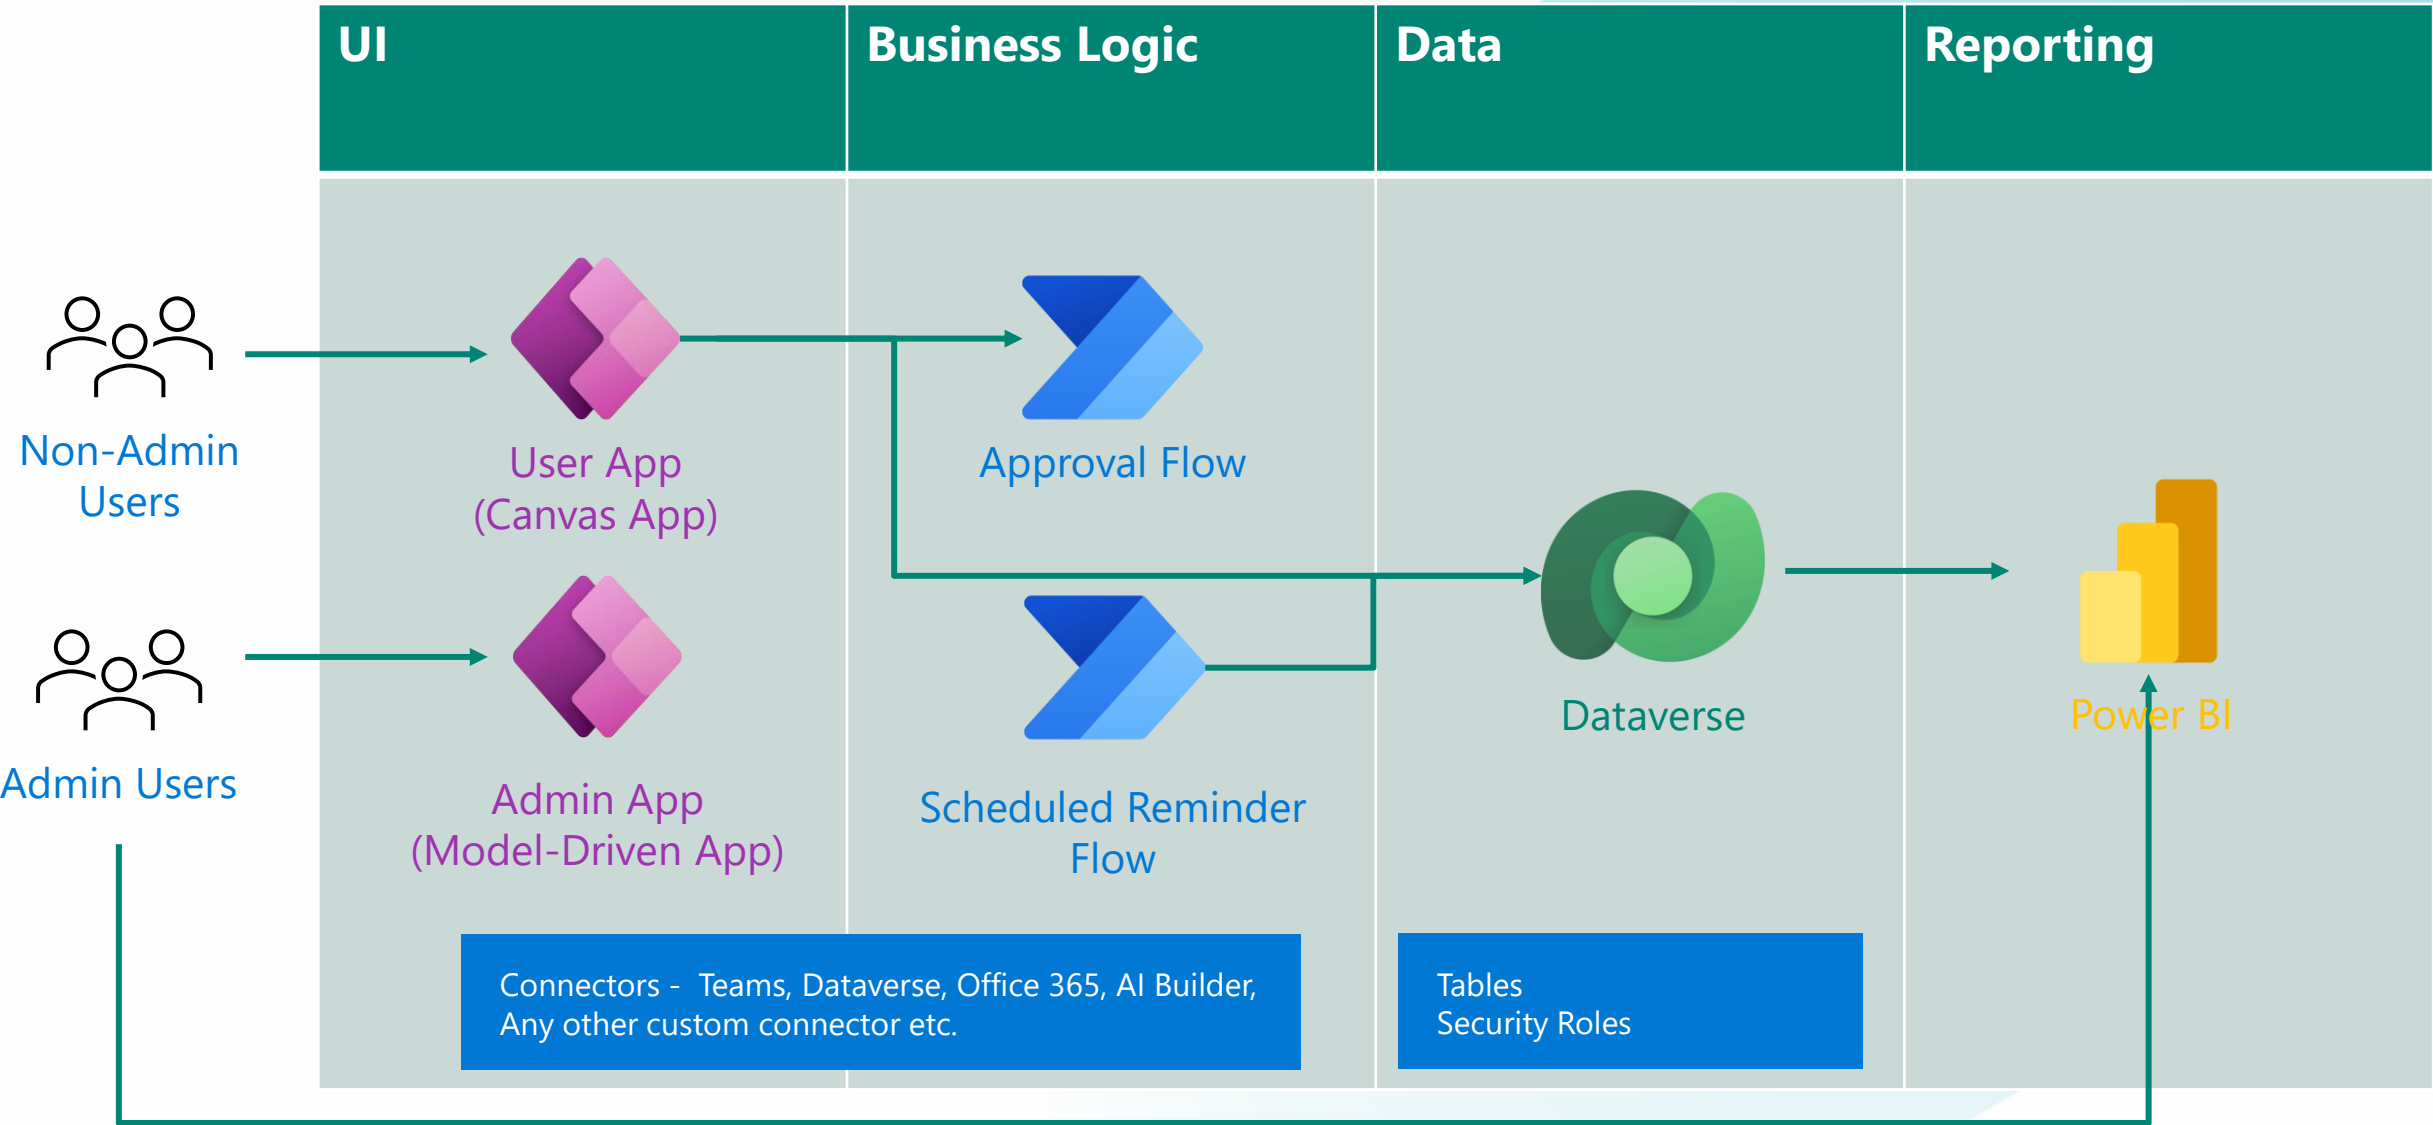 UI
Business Logic
Data
Reporting
Non-Admin
Users
User App
(Canvas App)
Approval Flow
Admin Users
Admin App
(Model-Driven App)
Scheduled Reminder
Flow
Dataverse
Power BI
Connectors -  Teams, Dataverse, Office 365, AI Builder,
Any other custom connector etc.
Tables
Security Roles